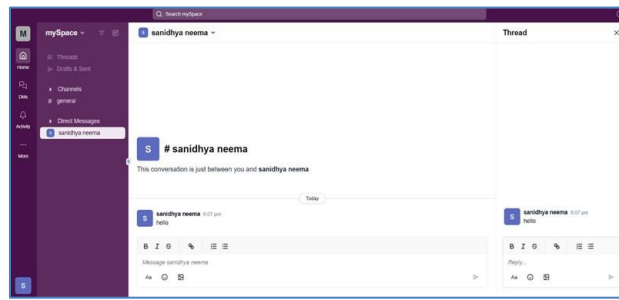 Search mySpace
M
mySpace
sanidhya neema
Thread
Home
Threads
Drafts & Sent
DMs
Channels
# general
Activity
Direct Messages
S sanidhya neema
More
S # sanidhya neema
This conversation is just between you and sanidhya neema
Today
S sanidhya neema 6:07 pm
hello
S sanidhya neema 6:07 pm
hello
B I S
Message sanidhya neema
Aa
B I S
Reply...
Aa
S